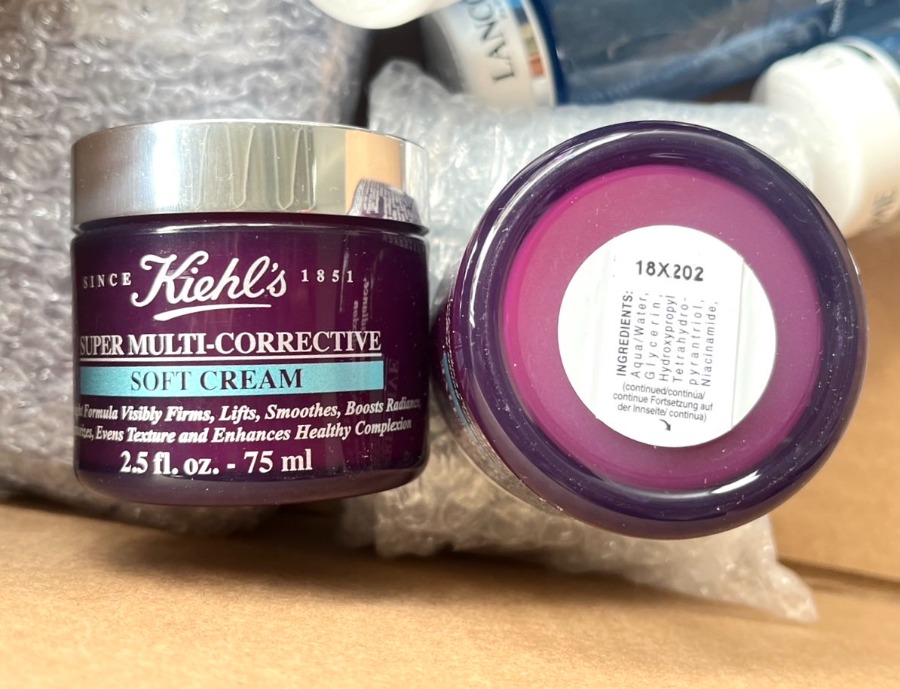 LANCÔ
SINCE Kiehl's 1851
SUPER MULTI-CORRECTIVE
SOFT CREAM
Formula Visibly Firms, Lifts, Smoothes, Boosts
Evens Texture and Enhances Healthy Complexion
2.5 fl. oz. - 75 ml
18X202
INGREDIENTS:
Aqua/Water,
Glycerin,
Hydroxypropyl
Tetrahydro-
pyrantriol,
Niacinamide,
(continued/continúa/
continue Fortsetzung auf
der Innseite/ continua)